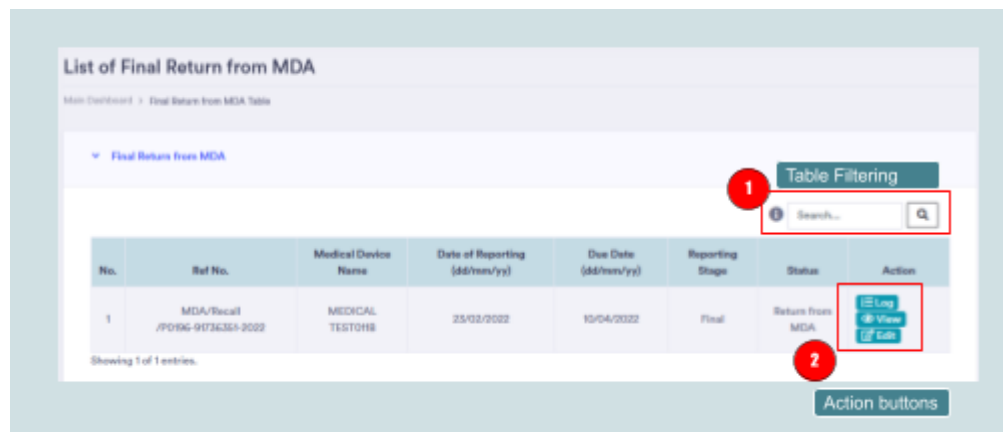 List of Final Return from MDA
Main Dashboard > Final Return from MDA Table
Final Return from MDA
Table Filtering
1
Search...
No. Ref No. Medical Device Name Date of Reporting (dd/mm/yy) Due Date (dd/mm/yy) Reporting Stage Status Action
1 MDA/Recall /P0196-91736351-2022 MEDICAL TEST0118 23/02/2022 10/04/2022 Final Return from MDA Log View Edit
Showing 1 of 1 entries.
2
Action buttons